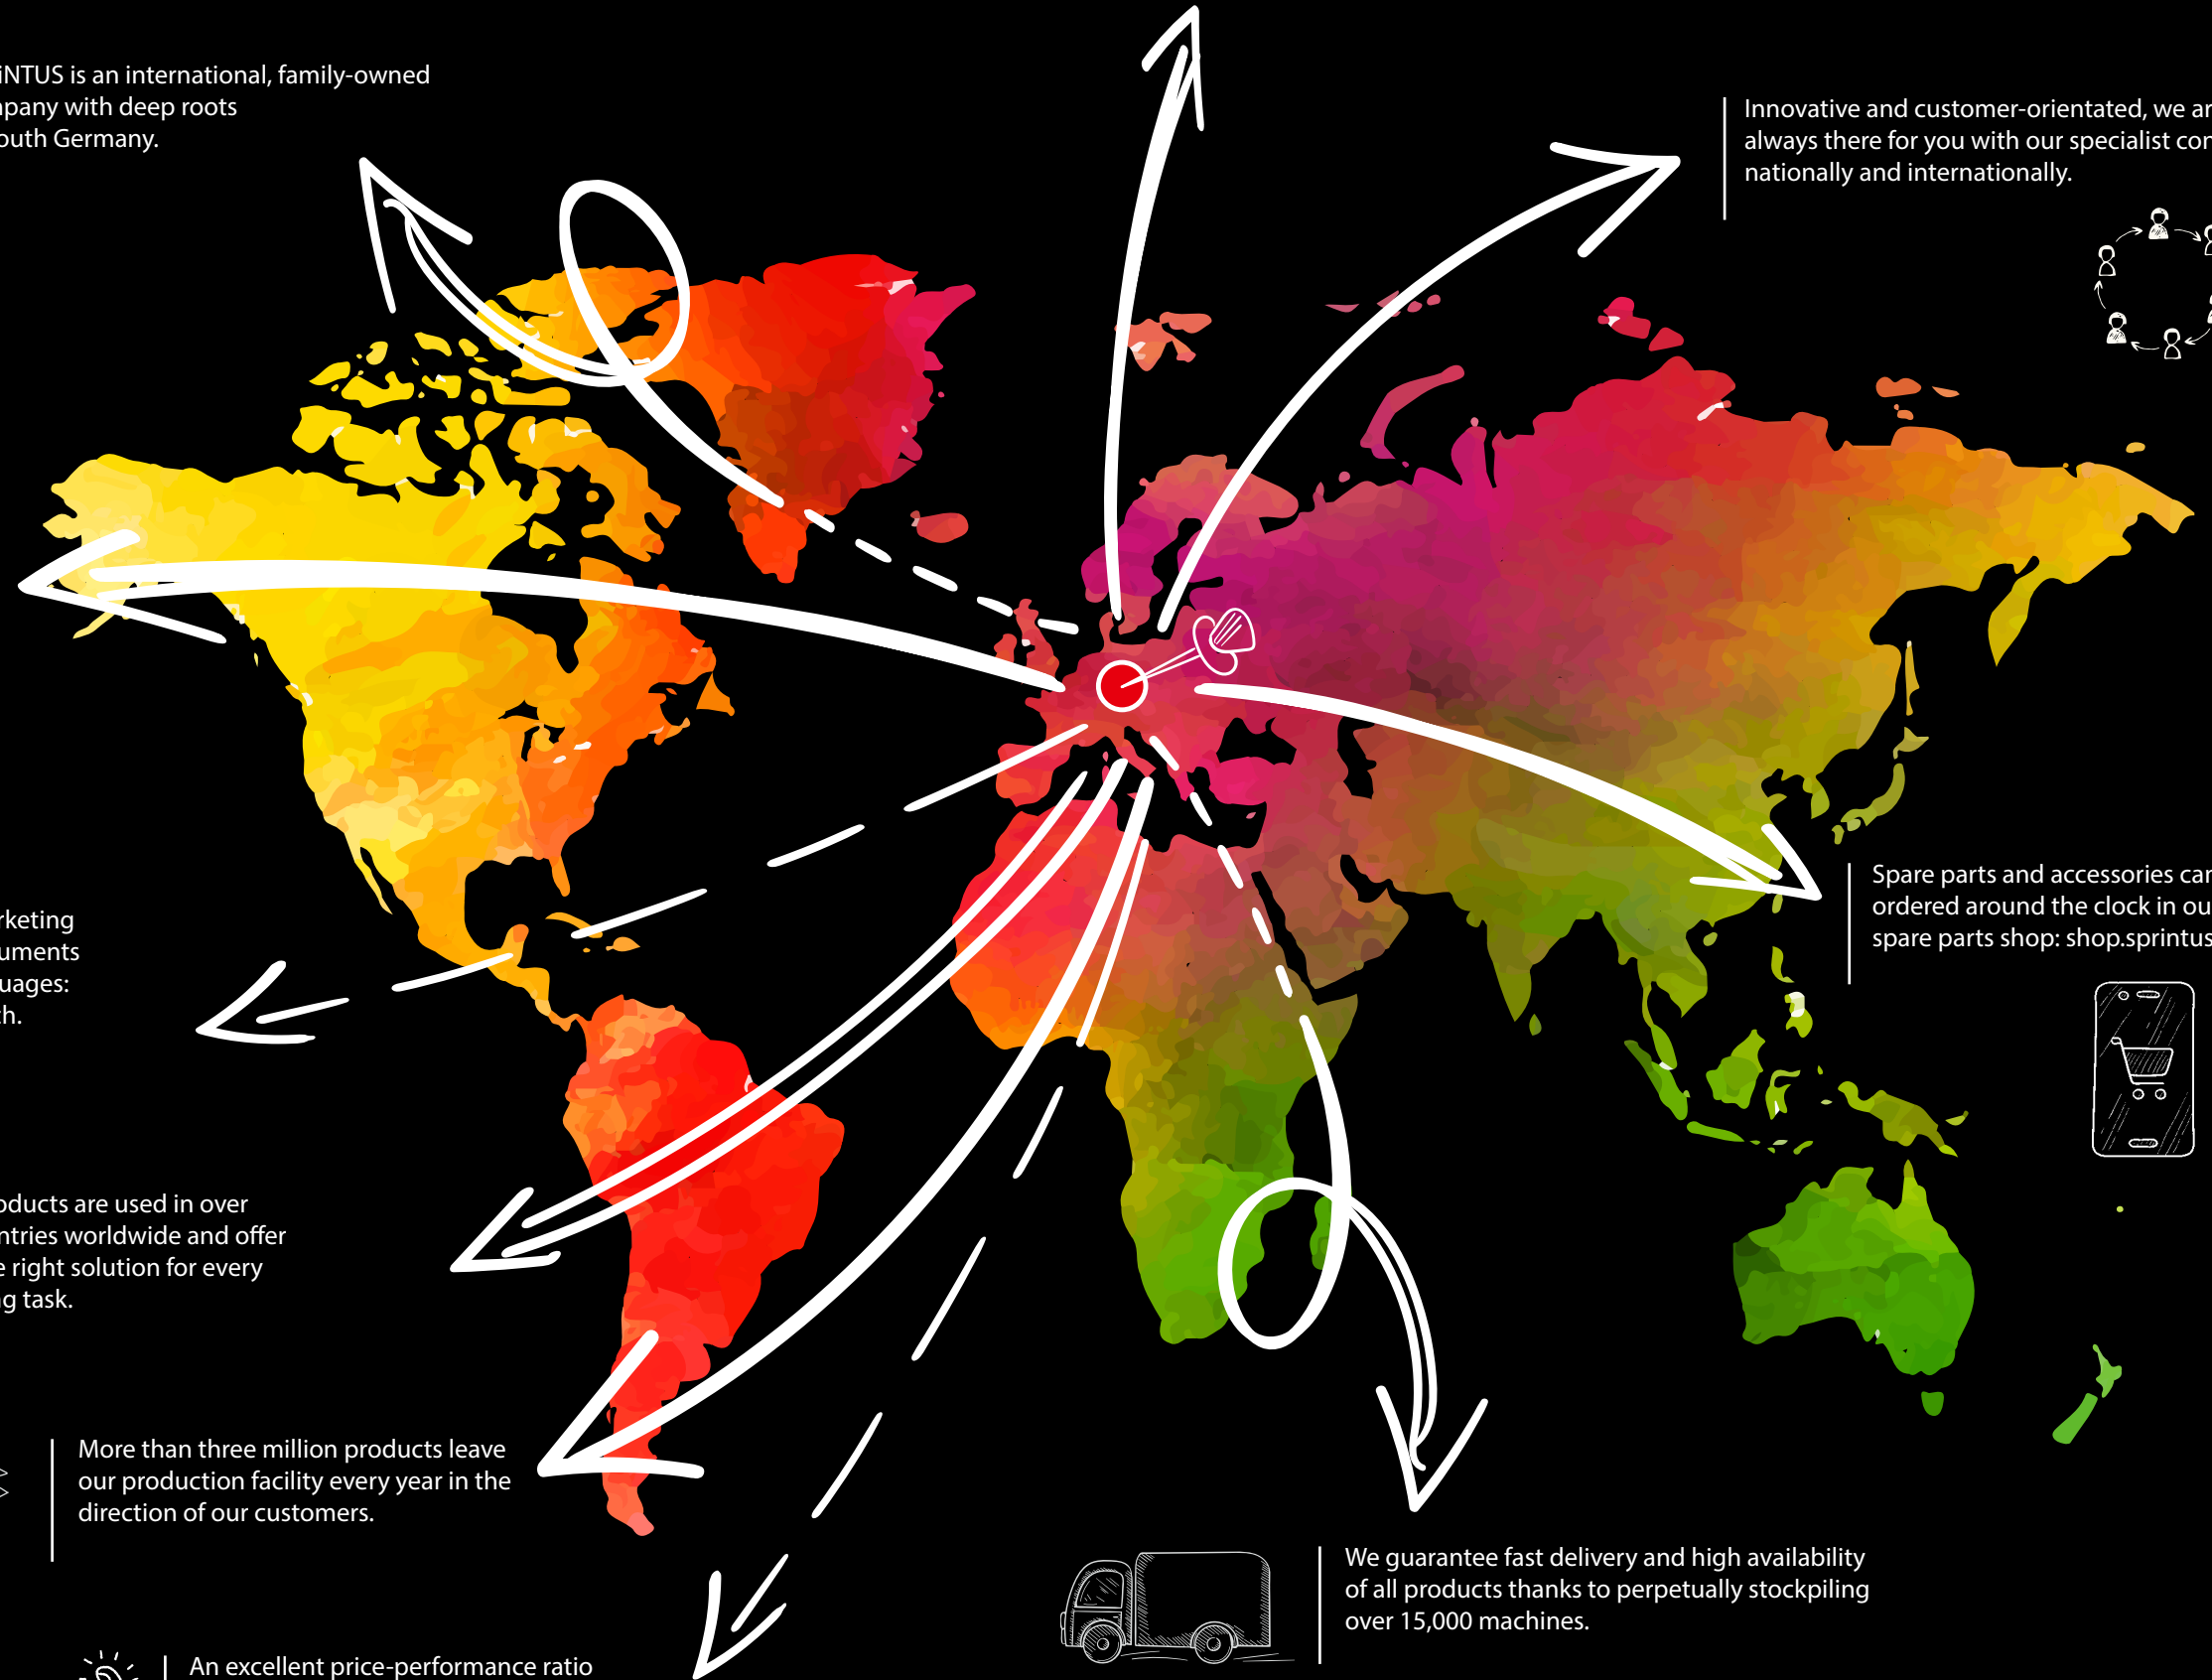 iNTUS is an international, family-owned
mpany with deep roots
outh Germany.
Innovative and customer-orientated, we ar
always there for you with our specialist con
nationally and internationally.
rketing
uments
uages:
h.
Spare parts and accessories can
ordered around the clock in ou
spare parts shop: shop.sprintus
oducts are used in over
ntries worldwide and offer
e right solution for every
ng task.
More than three million products leave
our production facility every year in the
direction of our customers.
We guarantee fast delivery and high availability
of all products thanks to perpetually stockpiling
over 15,000 machines.
An excellent price-performance ratio